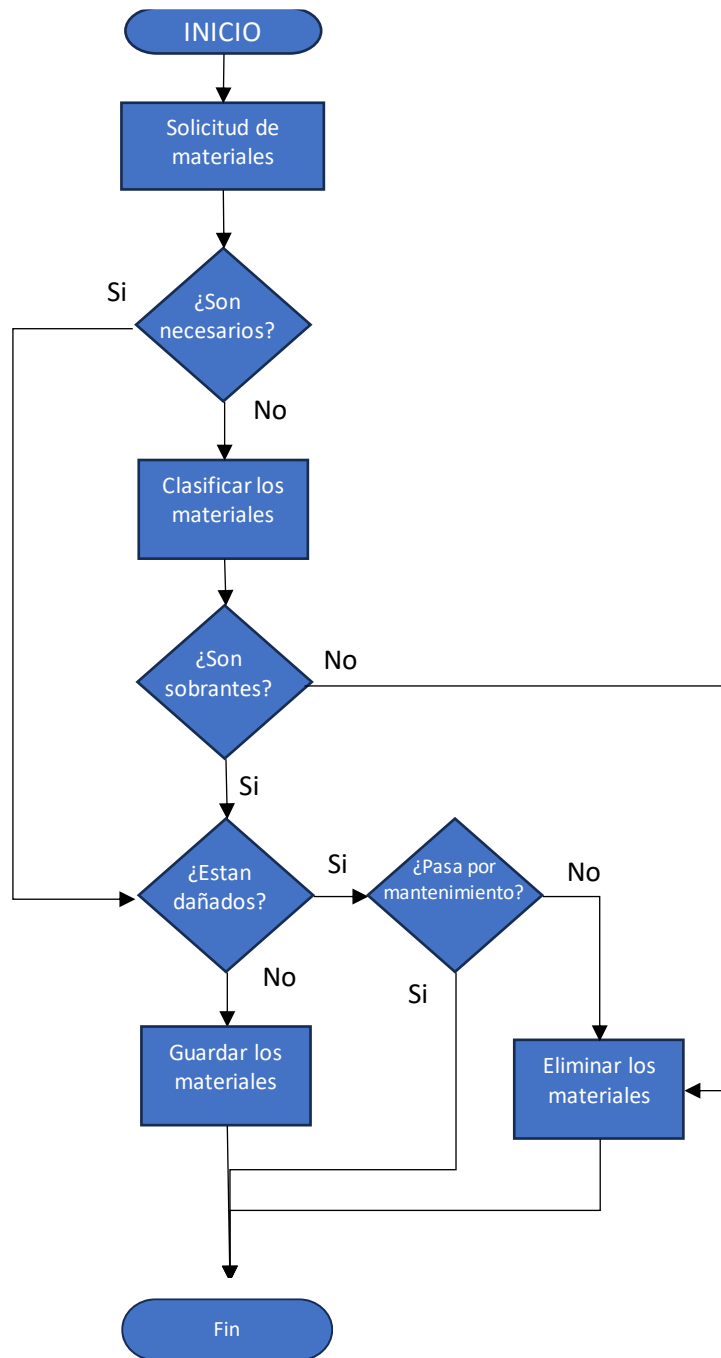 INICIO
Solicitud de
materiales
Si
¿Son
necesarios?
No
Clasificar los
materiales
¿Son
sobrantes?
No
Si
¿Estan
dañados?
Si
¿Pasa por
mantenimiento?
No
No
Si
Guardar los
materiales
Eliminar los
materiales
Fin